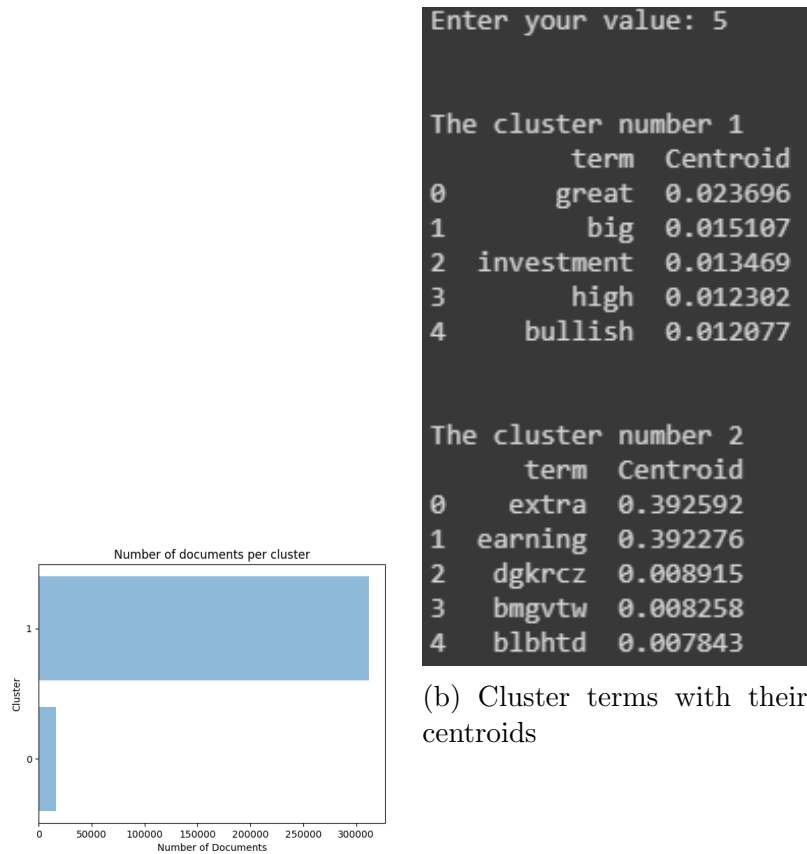 Enter your value: 5
The cluster number 1
term Centroid
0 great 0.023696
1 big 0.015107
2 investment 0.013469
3 high 0.012302
4 bullish 0.012077
The cluster number 2
term Centroid
0 extra 0.392592
1 earning 0.392276
2 dgkrcz 0.008915
3 bmgvtw 0.008258
4 blbhtd 0.007843
(b) Cluster terms with their
centroids
Number of documents per cluster
1
Cluster
0
0 50000 100000 150000 200000 250000 300000
Number of Documents